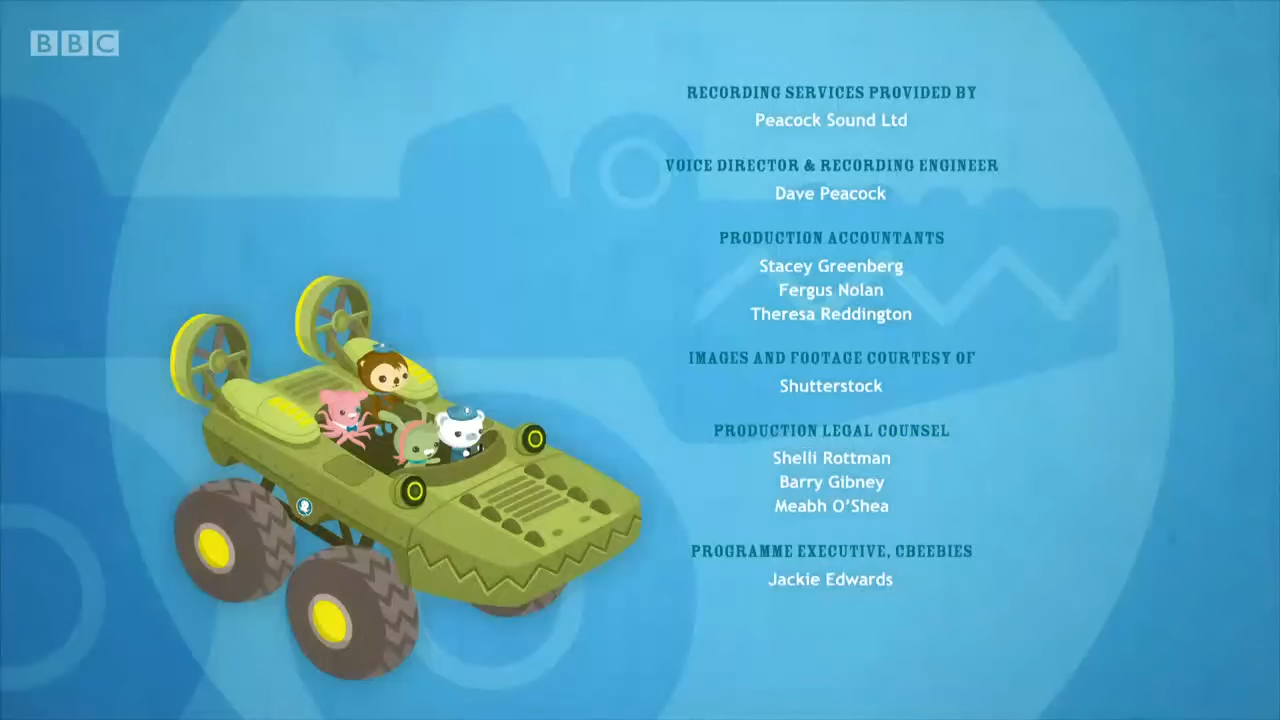 BBC
RECORDING SERVICES PROVIDED BY
Peacock Sound Ltd
VOICE DIRECTOR & RECORDING ENGINEER
Dave Peacock
PRODUCTION ACCOUNTANTS
Stacey Greenberg
Fergus Nolan
Theresa Reddington
IMAGES AND FOOTAGE COURTESY OF
Shutterstock
PRODUCTION LEGAL COUNSEL
Shelli Rottman
Barry Gibney
Meabh O'Shea
PROGRAMME EXECUTIVE, CBEEBIES
Jackie Edwards